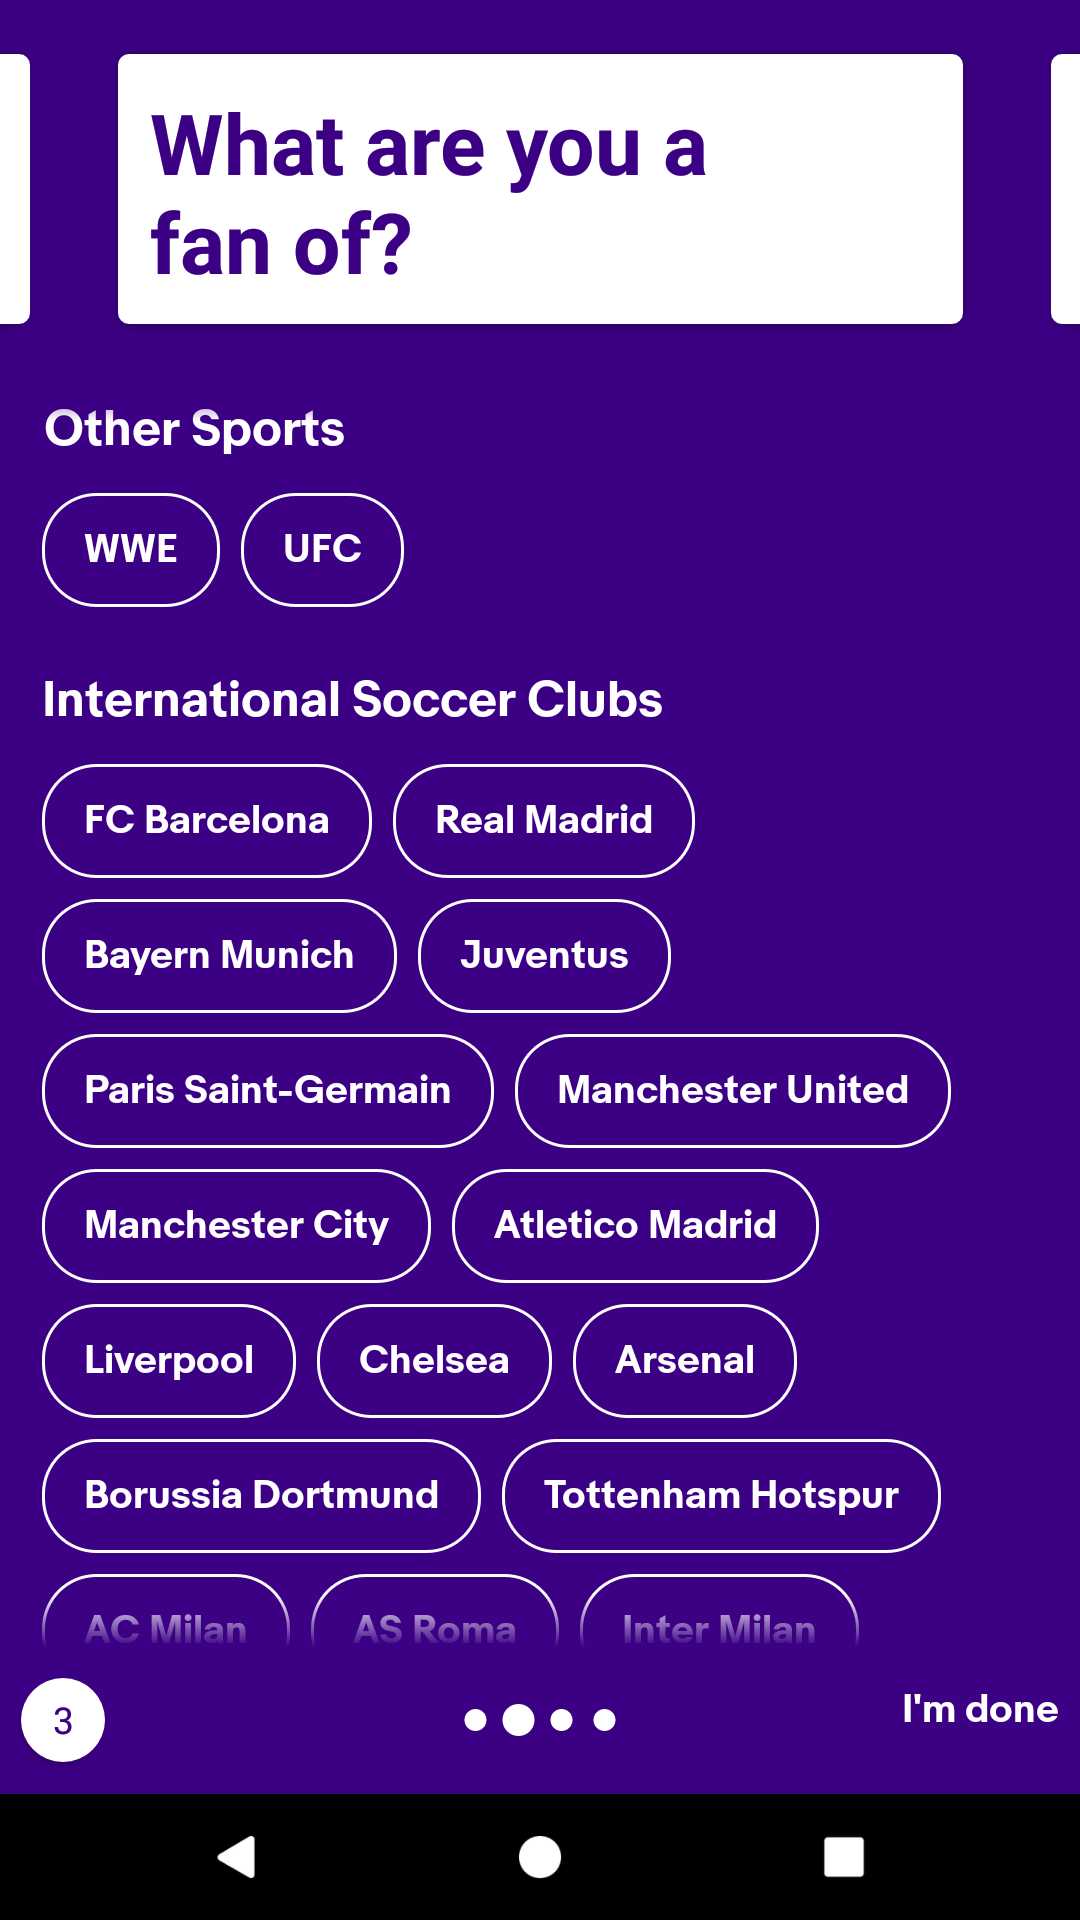 What are you a
fan of?
Other Sports
WWE UFC
International Soccer Clubs
FC Barcelona Real Madrid
Bayern Munich Juventus
Paris Saint-Germain Manchester United
Manchester City Atletico Madrid
Liverpool Chelsea Arsenal
Borussia Dortmund Tottenham Hotspur
AC Milan AS Roma Inter Milan
3 I'm done